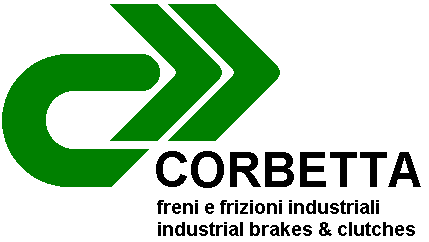 CORBETTA
freni e frizioni industriali
industrial brakes & clutches